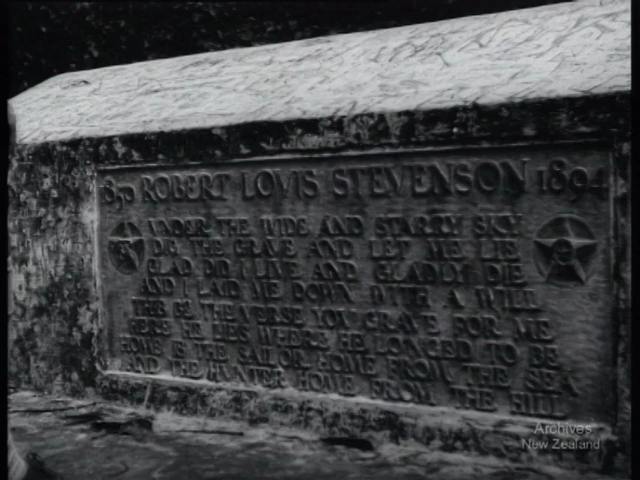 1850 ROBERT LOVIS STEVENSON 1894
VNDER THE WIDE AND STARRY SKY
DIG THE GRAVE AND LET ME LIE
GLAD DID I LIVE AND GLADLY DIE
AND I LAID ME DOWN WITH A WILL
THIS BE THE VERSE YOU GRAVE FOR ME
HERE HE LIES WHERE HE LONGED TO BE
HOME IS THE SAILOR HOME FROM THE SEA
AND THE HVNTER HOME FROM THE HILL
Archives
New Zealand